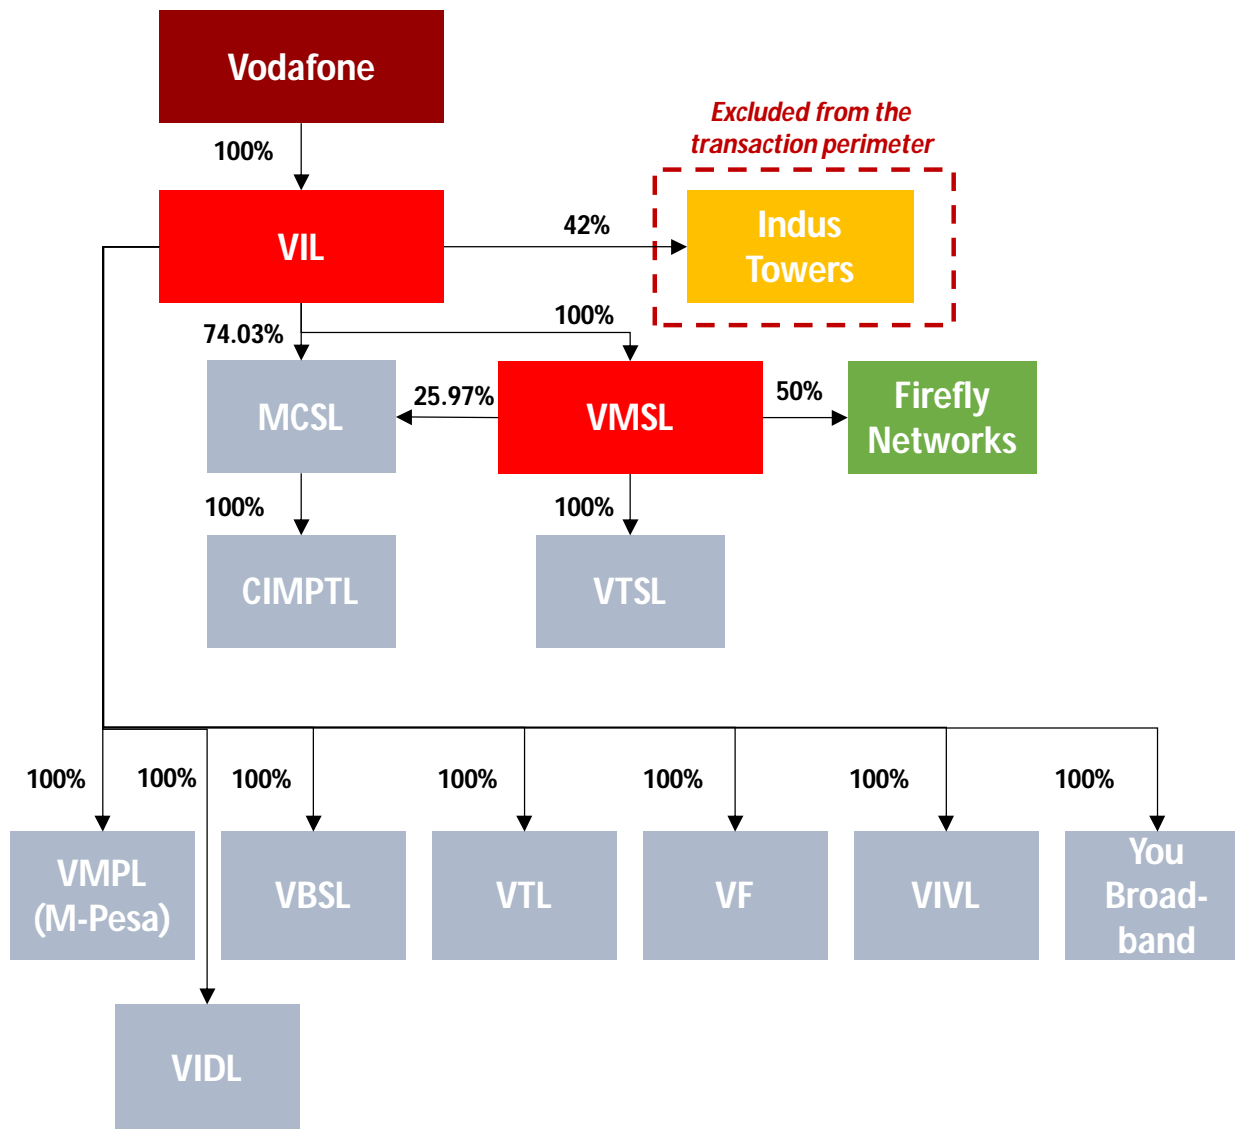 Vodafone
Excluded from the
transaction perimeter
100%
VIL
42%
Indus
Towers
74.03%
100%
MCSL
25.97%
VMSL
50%
Firefly
Networks
100%
100%
CIMPTL
VTSL
100%
100%
100%
100%
100%
100%
100%
VMPL
(M-Pesa)
VBSL
VTL
VF
VIVL
You
Broad-
band
VIDL